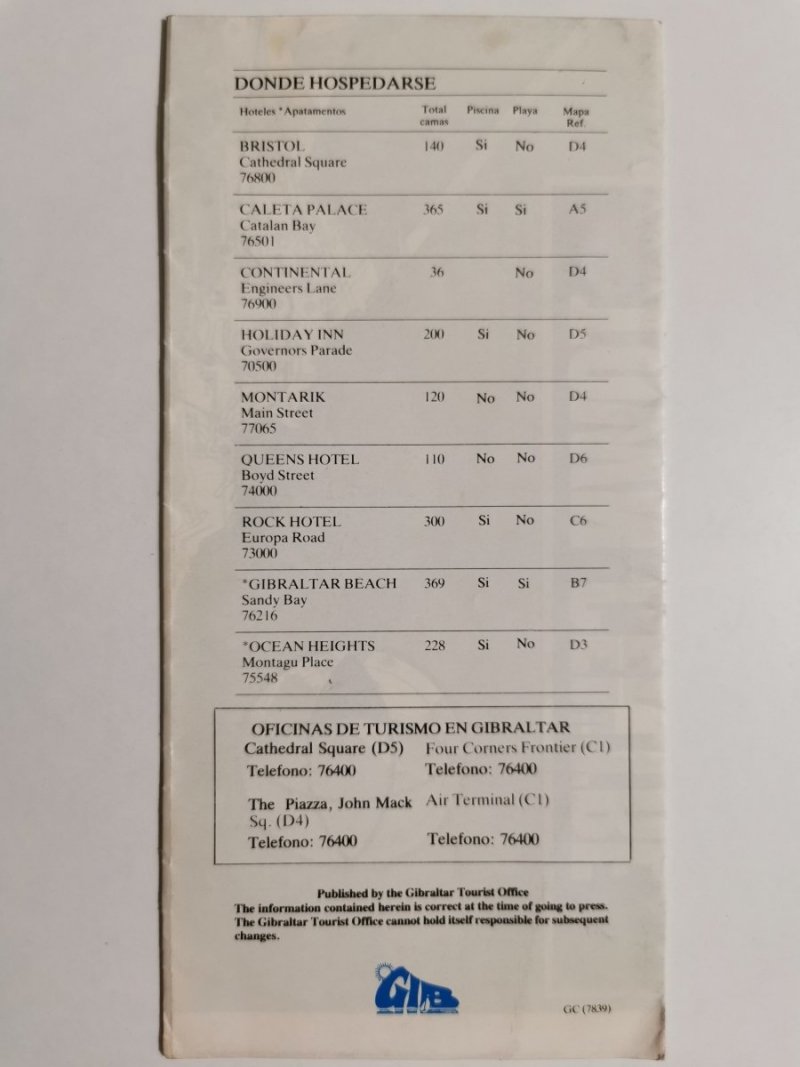 DONDE HOSPEDARSE
Hoteles *Apatamentos Total camas Piscina Playa Mapa Ref.
BRISTOL 140 Si No D4
Cathedral Square
76800
CALETA PALACE 365 Si Si A5
Catalan Bay
76501
CONTINENTAL 36 No D4
Engineers Lane
76900
HOLIDAY INN 200 Si No D5
Governors Parade
70500
MONTARIK 120 No No D4
Main Street
77065
QUEENS HOTEL 110 No No D6
Boyd Street
74000
ROCK HOTEL 300 Si No C6
Europa Road
73000
*GIBRALTAR BEACH 369 Si Si B7
Sandy Bay
76216
*OCEAN HEIGHTS 228 Si No D3
Montagu Place
75548
OFICINAS DE TURISMO EN GIBRALTAR
Cathedral Square (D5) Four Corners Frontier (C1)
Telefono: 76400 Telefono: 76400
The Piazza, John Mack Air Terminal (C1)
Sq. (D4)
Telefono: 76400 Telefono: 76400
Published by the Gibraltar Tourist Office
The information contained herein is correct at the time of going to press.
The Gibraltar Tourist Office cannot hold itself responsible for subsequent
changes.
GIB
GC (7839)